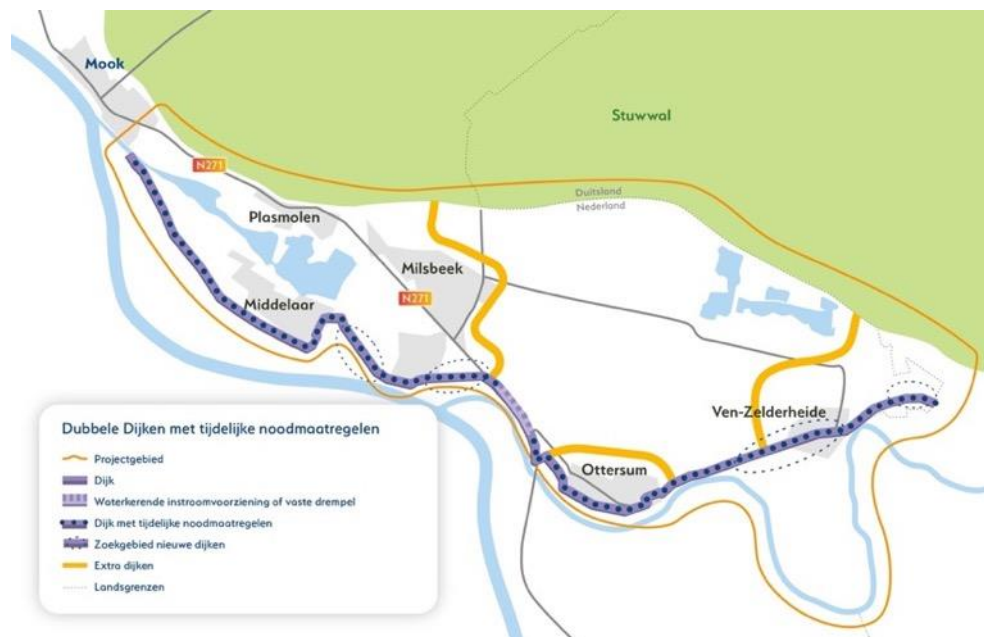 Mook
Stuwwal
N271
Duitsland
Nederland
Plasmolen
Milsbeek
N271
Middelaar
Ven-Zelderheide
Ottersum
Dubbele Dijken met tijdelijke noodmaatregelen
Projectgebied
Dijk
Waterkerende instroomvoorziening of vaste drempel
Dijk met tijdelijke noodmaatregelen
Zoekgebied nieuwe dijken
Extra dijken
Landsgrenzen